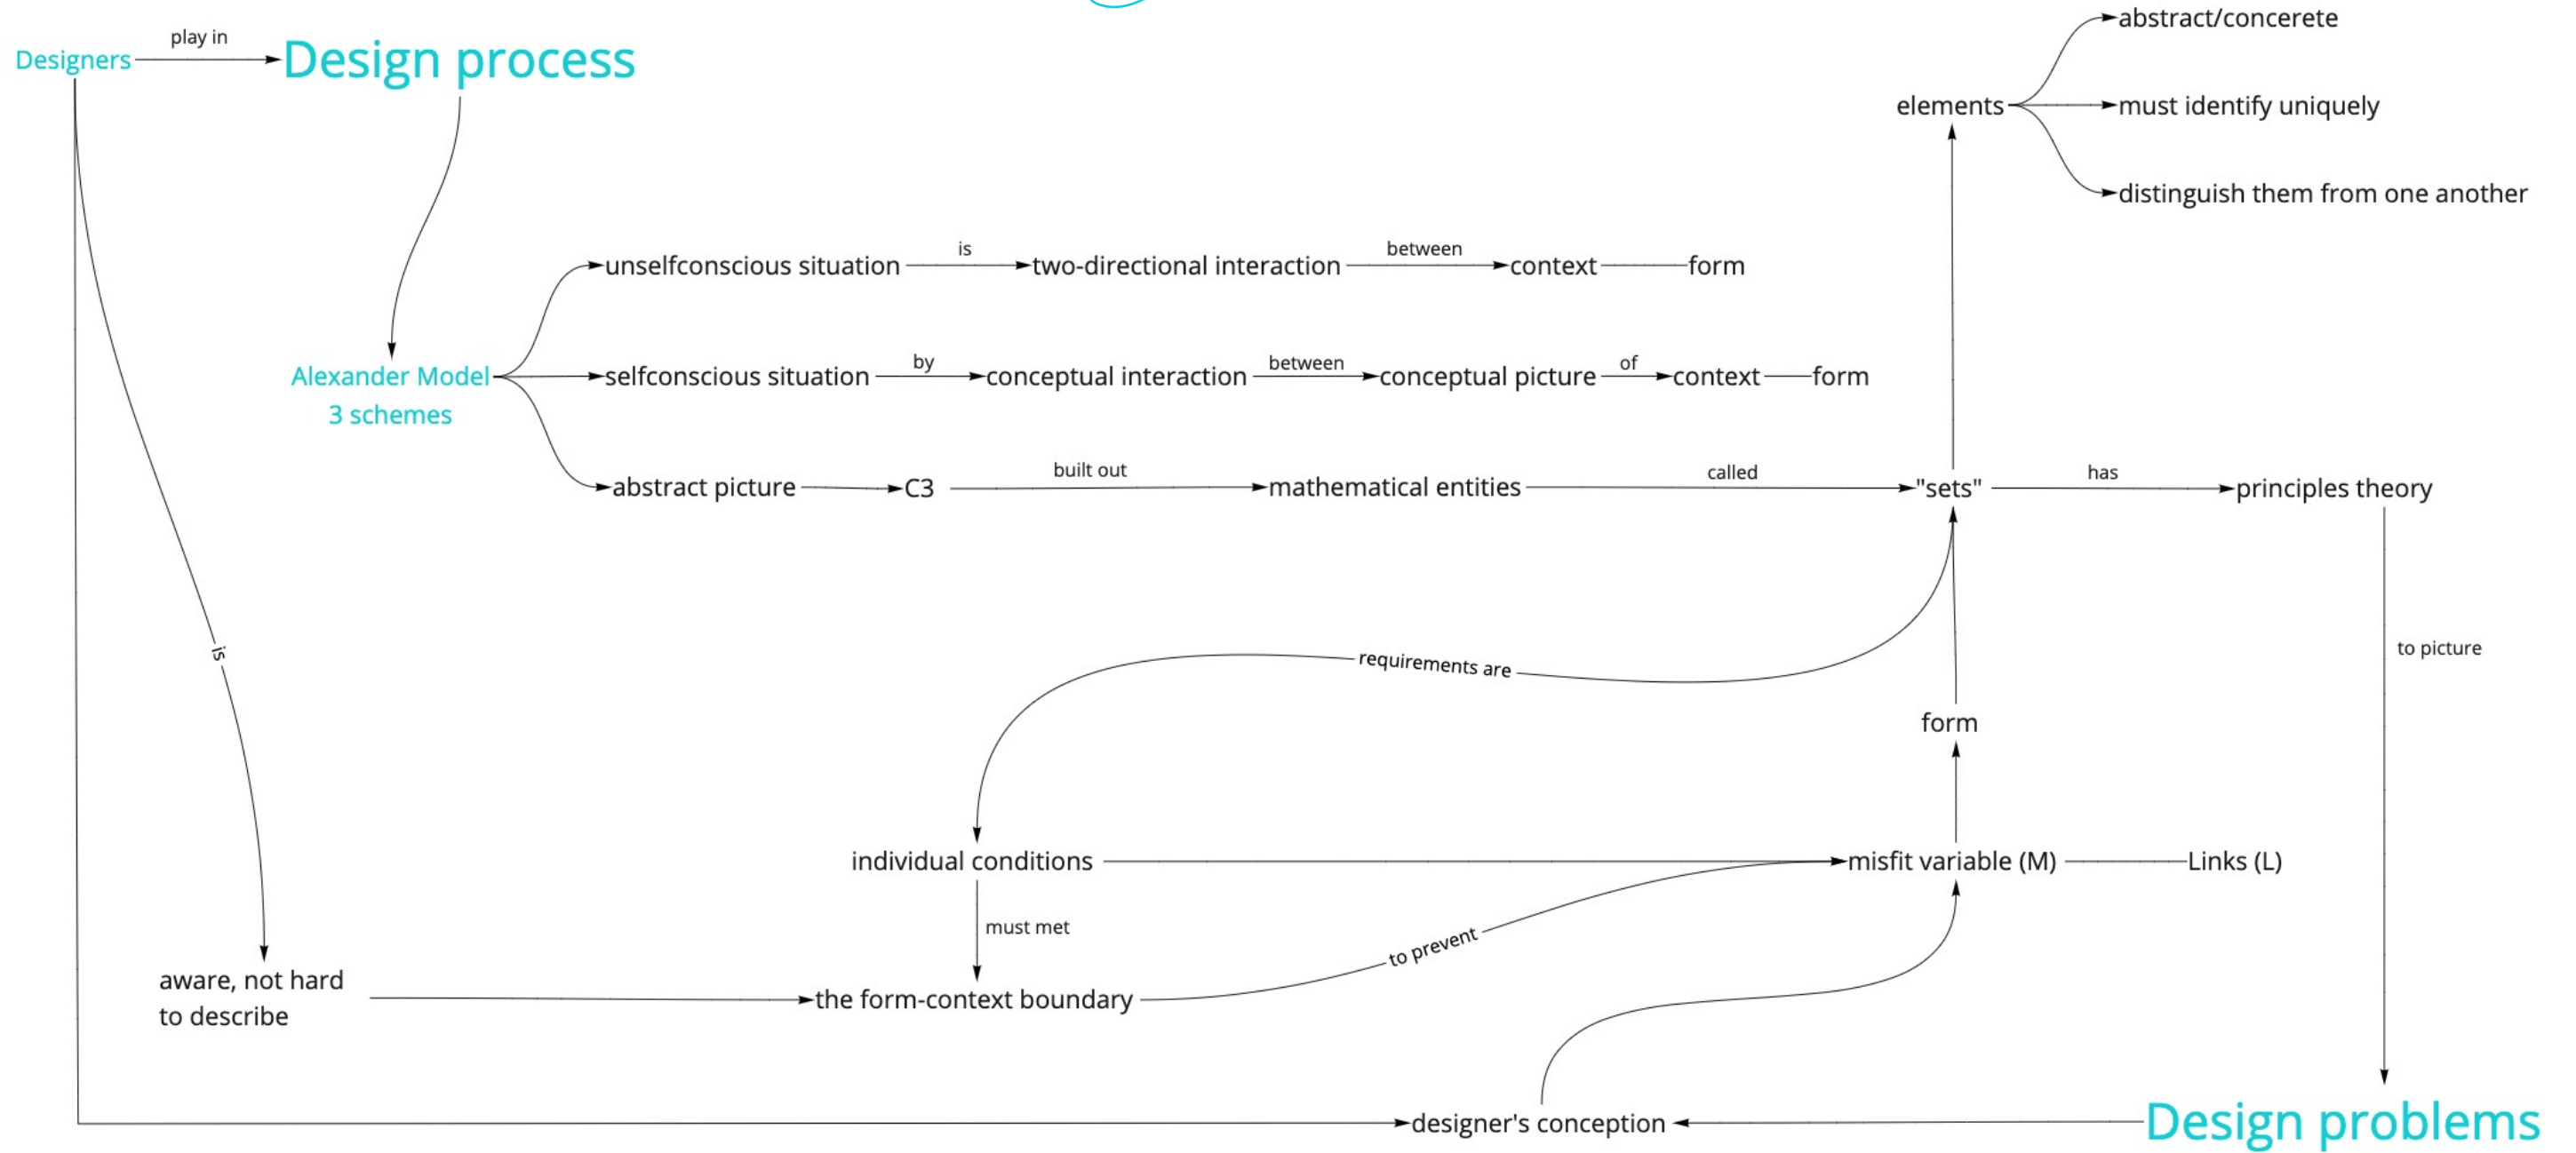 abstract/concerete
play in
Designers
Design process
elements
must identify uniquely
distinguish them from one another
unselfconscious situation
is
two-directional interaction
between
context
form
Alexander Model
3 schemes
selfconscious situation
by
conceptual interaction
between
conceptual picture
of
context
form
abstract picture
C3
built out
mathematical entities
called
"sets"
has
principles theory
is
requirements are
to picture
form
individual conditions
misfit variable (M)
Links (L)
must met
to prevent
aware, not hard
to describe
the form-context boundary
designer's conception
Design problems